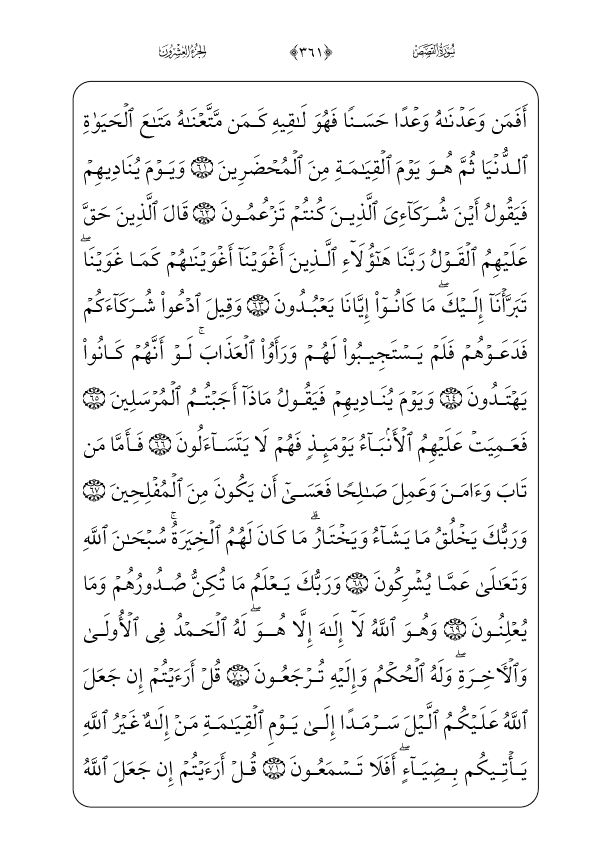 سُورَةُ القَصَصِ ﴿٣٦١﴾ الجُزْءُ العِشْرُونَ
أَفَمَن وَعَدۡنَٰهُ وَعۡدًا حَسَنٗا فَهُوَ لَٰقِيهِ كَمَن مَّتَّعۡنَٰهُ مَتَٰعَ ٱلۡحَيَوٰةِ
ٱلدُّنۡيَا ثُمَّ هُوَ يَوۡمَ ٱلۡقِيَٰمَةِ مِنَ ٱلۡمُحۡضَرِينَ ٦١ وَيَوۡمَ يُنَادِيهِمۡ
فَيَقُولُ أَيۡنَ شُرَكَآءِيَ ٱلَّذِينَ كُنتُمۡ تَزۡعُمُونَ ٦٢ قَالَ ٱلَّذِينَ حَقَّ
عَلَيۡهِمُ ٱلۡقَوۡلُ رَبَّنَا هَٰٓؤُلَآءِ ٱلَّذِينَ أَغۡوَيۡنَآ أَغۡوَيۡنَٰهُمۡ كَمَا غَوَيۡنَاۖ
تَبَرَّأۡنَآ إِلَيۡكَۖ مَا كَانُوٓاْ إِيَّانَا يَعۡبُدُونَ ٦٣ وَقِيلَ ٱدۡعُواْ شُرَكَآءَكُمۡ
فَدَعَوۡهُمۡ فَلَمۡ يَسۡتَجِيبُواْ لَهُمۡ وَرَأَوُاْ ٱلۡعَذَابَۚ لَوۡ أَنَّهُمۡ كَانُواْ
يَهۡتَدُونَ ٦٤ وَيَوۡمَ يُنَادِيهِمۡ فَيَقُولُ مَاذَآ أَجَبۡتُمُ ٱلۡمُرۡسَلِينَ ٦٥
فَعَمِيَتۡ عَلَيۡهِمُ ٱلۡأَنۢبَآءُ يَوۡمَئِذٖ فَهُمۡ لَا يَتَسَآءَلُونَ ٦٦ فَأَمَّا مَن
تَابَ وَءَامَنَ وَعَمِلَ صَٰلِحٗا فَعَسَىٰٓ أَن يَكُونَ مِنَ ٱلۡمُفۡلِحِينَ ٦٧
وَرَبُّكَ يَخۡلُقُ مَا يَشَآءُ وَيَخۡتَارُۗ مَا كَانَ لَهُمُ ٱلۡخِيَرَةُۚ سُبۡحَٰنَ ٱللَّهِ
وَتَعَٰلَىٰ عَمَّا يُشۡرِكُونَ ٦٨ وَرَبُّكَ يَعۡلَمُ مَا تُكِنُّ صُدُورُهُمۡ وَمَا
يُعۡلِنُونَ ٦٩ وَهُوَ ٱللَّهُ لَآ إِلَٰهَ إِلَّا هُوَۖ لَهُ ٱلۡحَمۡدُ فِي ٱلۡأُولَىٰ
وَٱلۡأٓخِرَةِۖ وَلَهُ ٱلۡحُكۡمُ وَإِلَيۡهِ تُرۡجَعُونَ ٧٠ قُلۡ أَرَءَيۡتُمۡ إِن جَعَلَ
ٱللَّهُ عَلَيۡكُمُ ٱلَّيۡلَ سَرۡمَدًا إِلَىٰ يَوۡمِ ٱلۡقِيَٰمَةِ مَنۡ إِلَٰهٌ غَيۡرُ ٱللَّهِ
يَأۡتِيكُم بِضِيَآءٍۖ أَفَلَا تَسۡمَعُونَ ٧١ قُلۡ أَرَءَيۡتُمۡ إِن جَعَلَ ٱللَّهُ